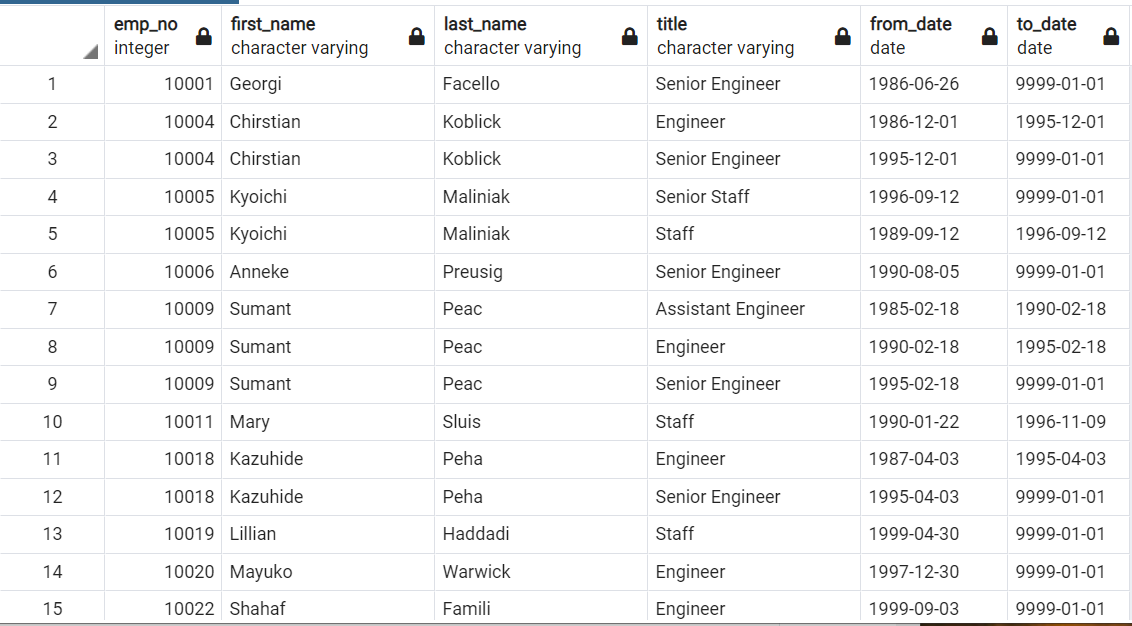 emp_no first_name last_name title from_date to_date
integer character varying character varying character varying date date
1 10001 Georgi Facello Senior Engineer 1986-06-26 9999-01-01
2 10004 Chirstian Koblick Engineer 1986-12-01 1995-12-01
3 10004 Chirstian Koblick Senior Engineer 1995-12-01 9999-01-01
4 10005 Kyoichi Maliniak Senior Staff 1996-09-12 9999-01-01
5 10005 Kyoichi Maliniak Staff 1989-09-12 1996-09-12
6 10006 Anneke Preusig Senior Engineer 1990-08-05 9999-01-01
7 10009 Sumant Peac Assistant Engineer 1985-02-18 1990-02-18
8 10009 Sumant Peac Engineer 1990-02-18 1995-02-18
9 10009 Sumant Peac Senior Engineer 1995-02-18 9999-01-01
10 10011 Mary Sluis Staff 1990-01-22 1996-11-09
11 10018 Kazuhide Peha Engineer 1987-04-03 1995-04-03
12 10018 Kazuhide Peha Senior Engineer 1995-04-03 9999-01-01
13 10019 Lillian Haddadi Staff 1999-04-30 9999-01-01
14 10020 Mayuko Warwick Engineer 1997-12-30 9999-01-01
15 10022 Shahaf Famili Engineer 1999-09-03 9999-01-01